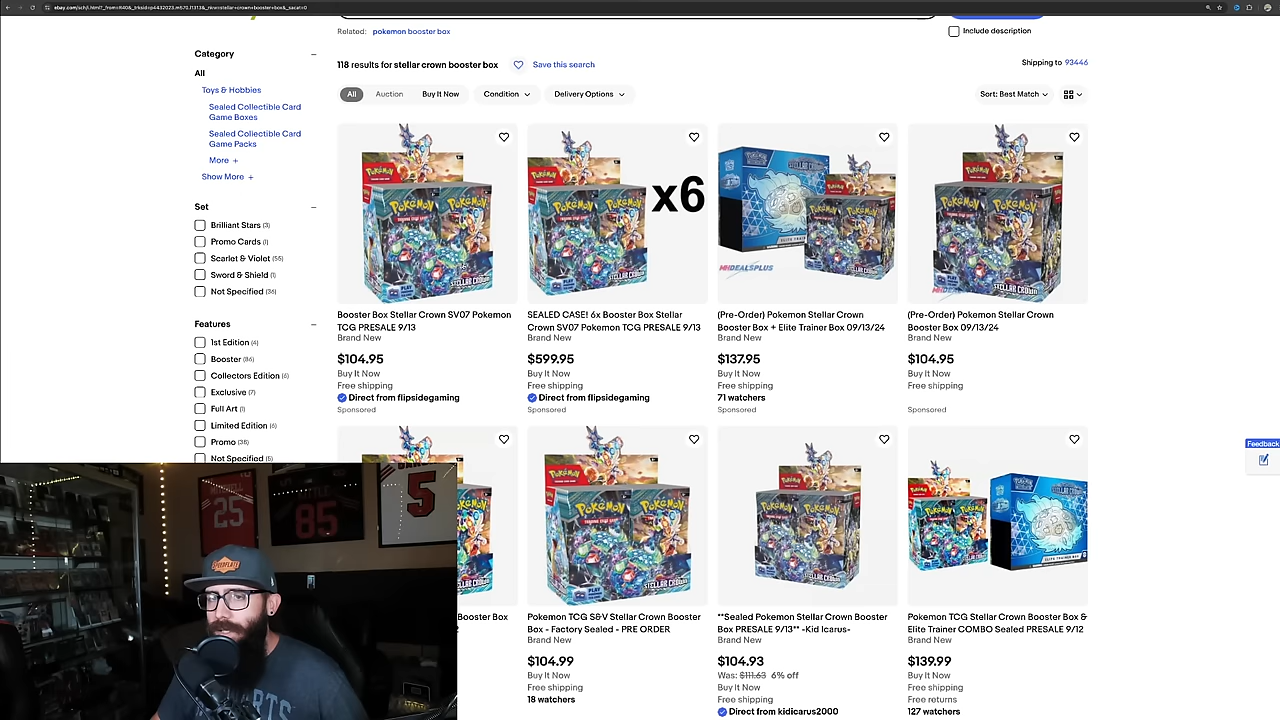 Related: pokemon booster box
Include description
118 results for stellar crown booster box
Save this search
Shipping to 93446
All
Auction
Buy It Now
Condition
Delivery Options
Sort: Best Match
Category
All
Toys & Hobbies
Sealed Collectible Card
Game Boxes
Sealed Collectible Card
Game Packs
More +
Show More +
Set
Brilliant Stars (3)
Promo Cards (1)
Scarlet & Violet (55)
Sword & Shield (1)
Not Specified (36)
Features
1st Edition (4)
Booster (86)
Collectors Edition (6)
Exclusive (7)
Full Art (1)
Limited Edition (6)
Promo (38)
Not Specified (5)
x6
MHDEALSPLUS
Booster Box Stellar Crown SV07 Pokemon
TCG PRESALE 9/13
Brand New
$104.95
Buy It Now
Free shipping
Direct from flipsidegaming
Sponsored
SEALED CASE! 6x Booster Box Stellar
Crown SV07 Pokemon TCG PRESALE 9/13
Brand New
$599.95
Buy It Now
Free shipping
Direct from flipsidegaming
Sponsored
(Pre-Order) Pokemon Stellar Crown
Booster Box + Elite Trainer Box 09/13/24
Brand New
$137.95
Buy It Now
Free shipping
71 watchers
Sponsored
(Pre-Order) Pokemon Stellar Crown
Booster Box 09/13/24
Brand New
$104.95
Buy It Now
Free shipping
Sponsored
Feedback
Booster Box
Pokemon TCG S&V Stellar Crown Booster
Box - Factory Sealed - PRE ORDER
Brand New
$104.99
Buy It Now
Free shipping
18 watchers
**Sealed Pokemon Stellar Crown Booster
Box PRESALE 9/13** -Kid Icarus-
Brand New
$104.93
Was: $111.63 6% off
Buy It Now
Free shipping
Direct from kidicarus2000
Pokemon TCG Stellar Crown Booster Box &
Elite Trainer COMBO Sealed PRESALE 9/12
Brand New
$139.99
Buy It Now
Free shipping
Free returns
127 watchers
25
85
5